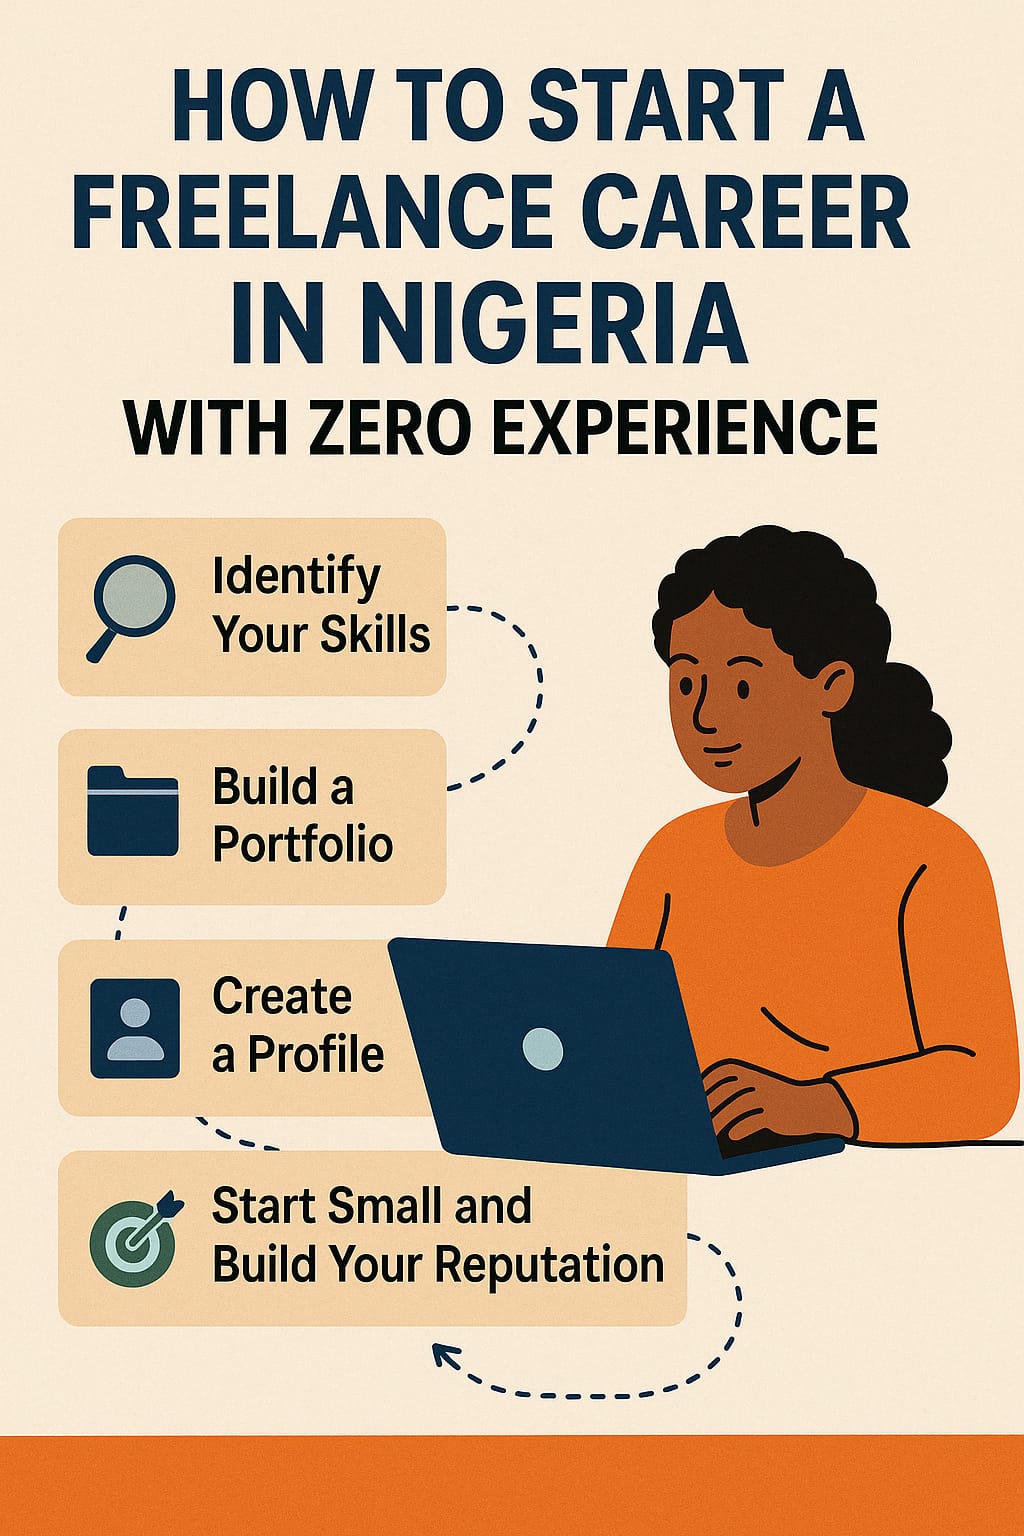 HOW TO START A
FREELANCE CAREER
IN NIGERIA
WITH ZERO EXPERIENCE
Identify
Your Skills
Build a
Portfolio
Create
a Profile
Start Small and
Build Your Reputation